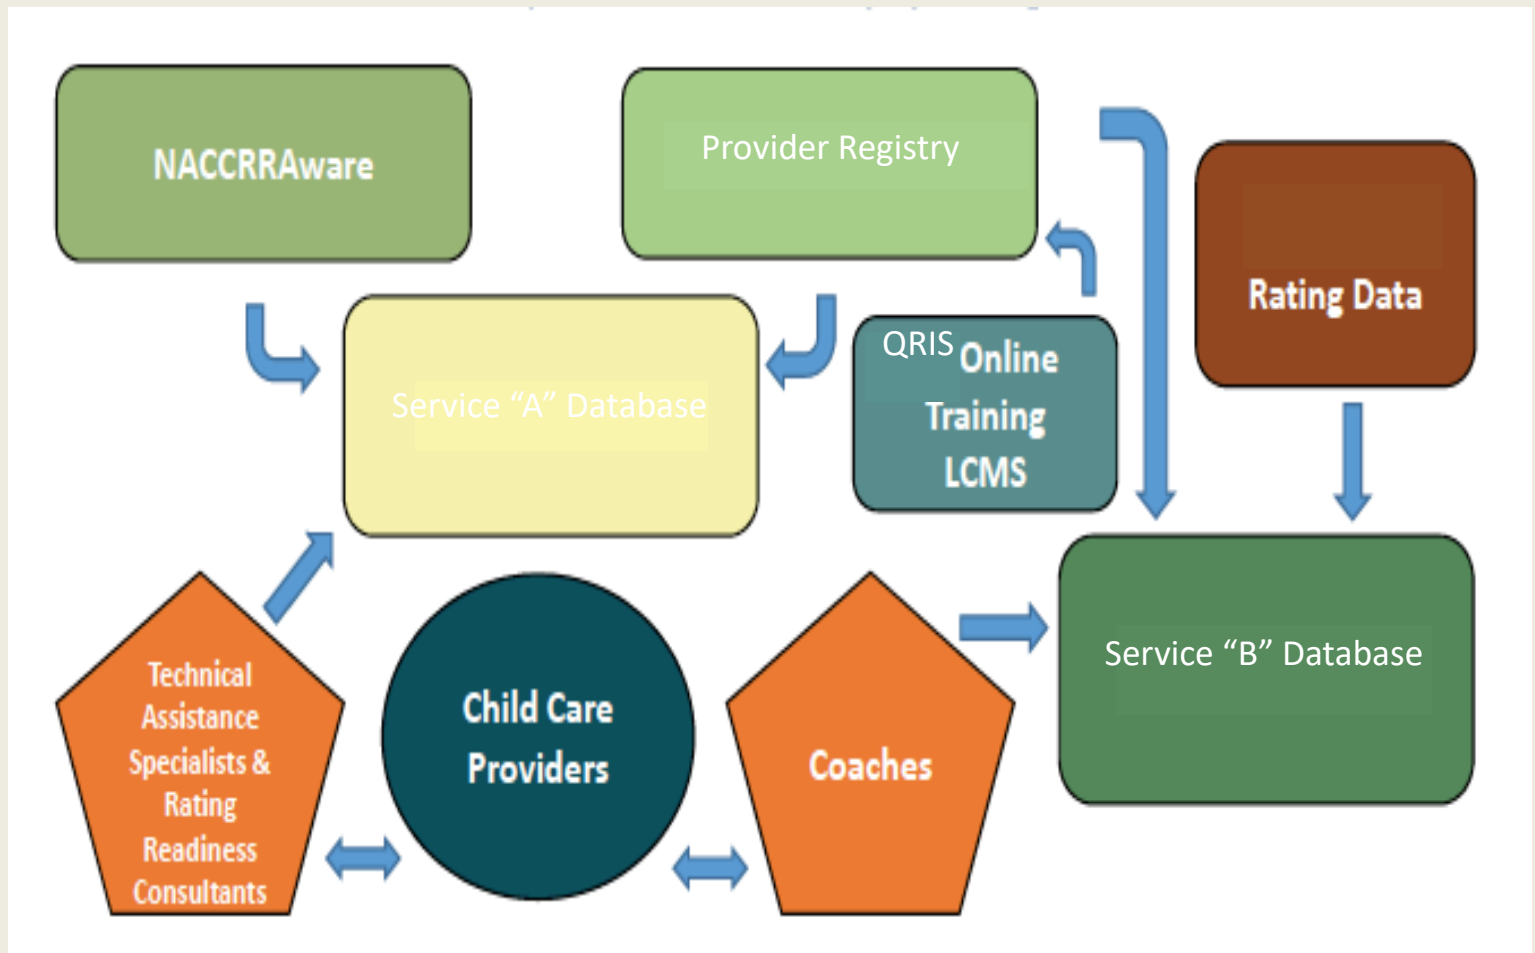 NACCRRAware
Provider Registry
Rating Data
Service “A” Database
QRIS Online
Training
LCMS
Technical
Assistance
Specialists &
Rating
Readiness
Consultants
Child Care
Providers
Coaches
Service “B” Database